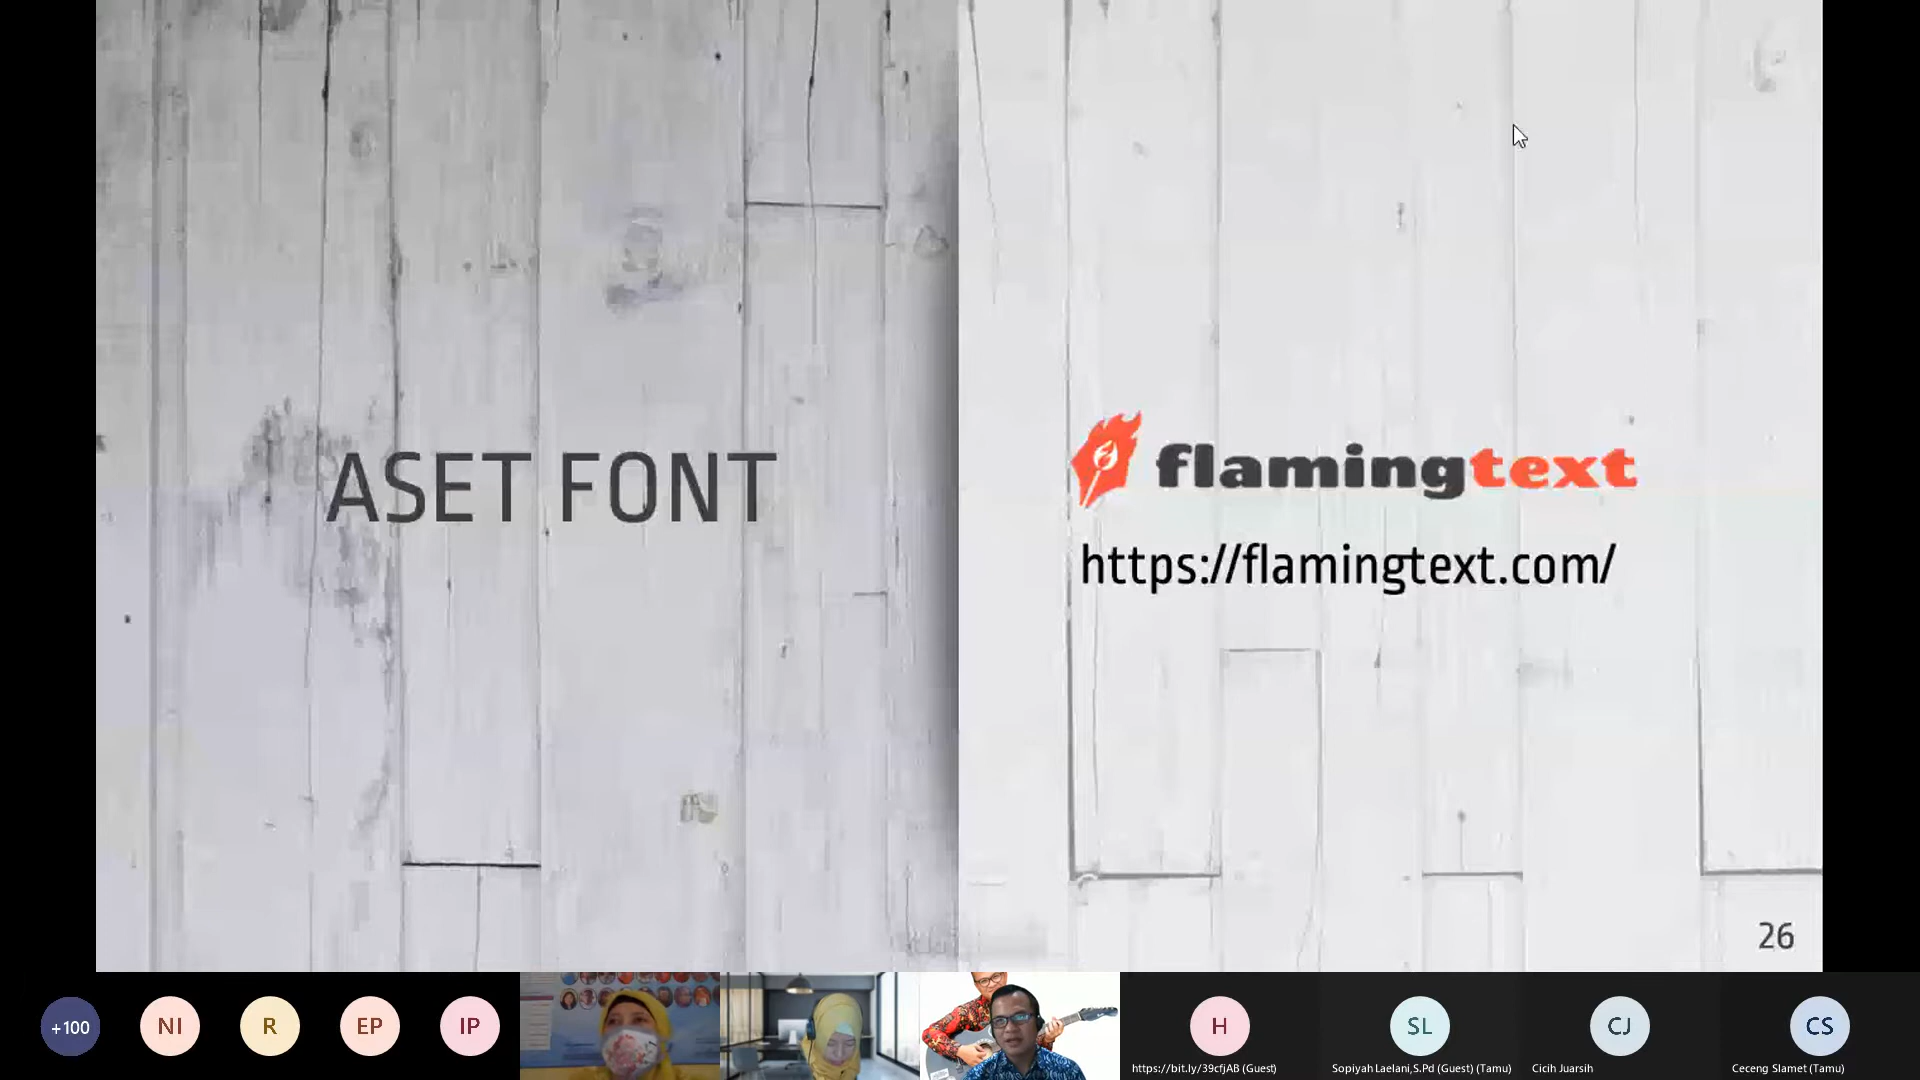 ASET FONT
flamingtext
https://flamingtext.com/
26
+100
NI
R
EP
IP
H
SL
CJ
CS
https://bit.ly/39cfjAB (Guest)
Sopiyah Laelani,S.Pd (Guest) (Tamu)
Cicih Juarsih
Ceceng Slamet (Tamu)